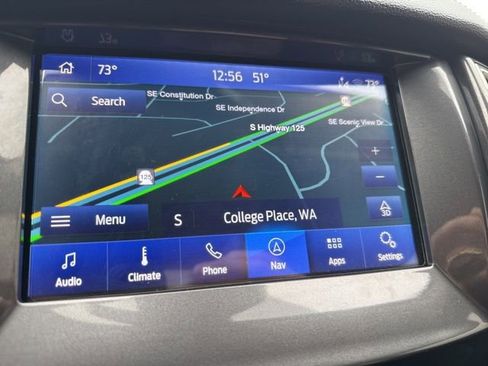 73°
12:56
51°
73°
Search
SE Constitution Dr
SE Independence Dr
S Highway 125
SE Scenic View Dr
125
+
−
3D
Menu
S
College Place, WA
Audio
Climate
Phone
Nav
Apps
Settings